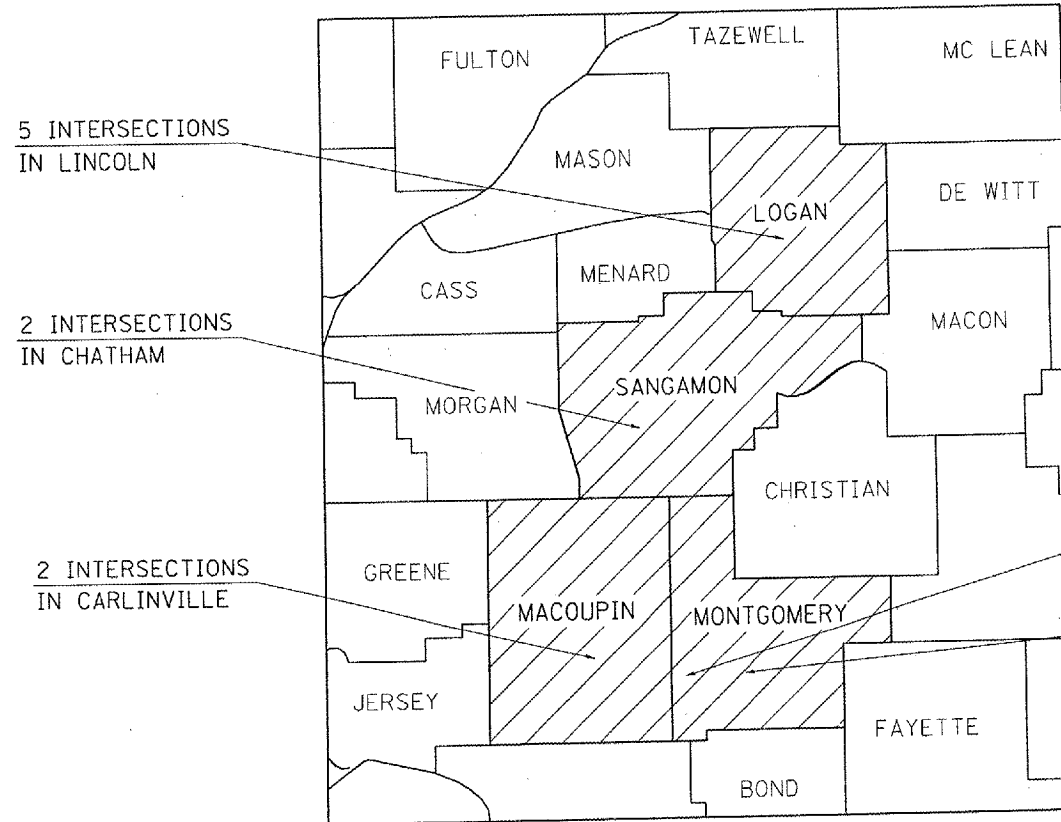 TAZEWELL
MC LEAN
FULTON
5 INTERSECTIONS
IN LINCOLN
MASON
DE WITT
LOGAN
MENARD
CASS
2 INTERSECTIONS
IN CHATHAM
MACON
SANGAMON
MORGAN
CHRISTIAN
2 INTERSECTIONS
IN CARLINVILLE
GREENE
MACOUPIN
MONTGOMERY
JERSEY
FAYETTE
BOND